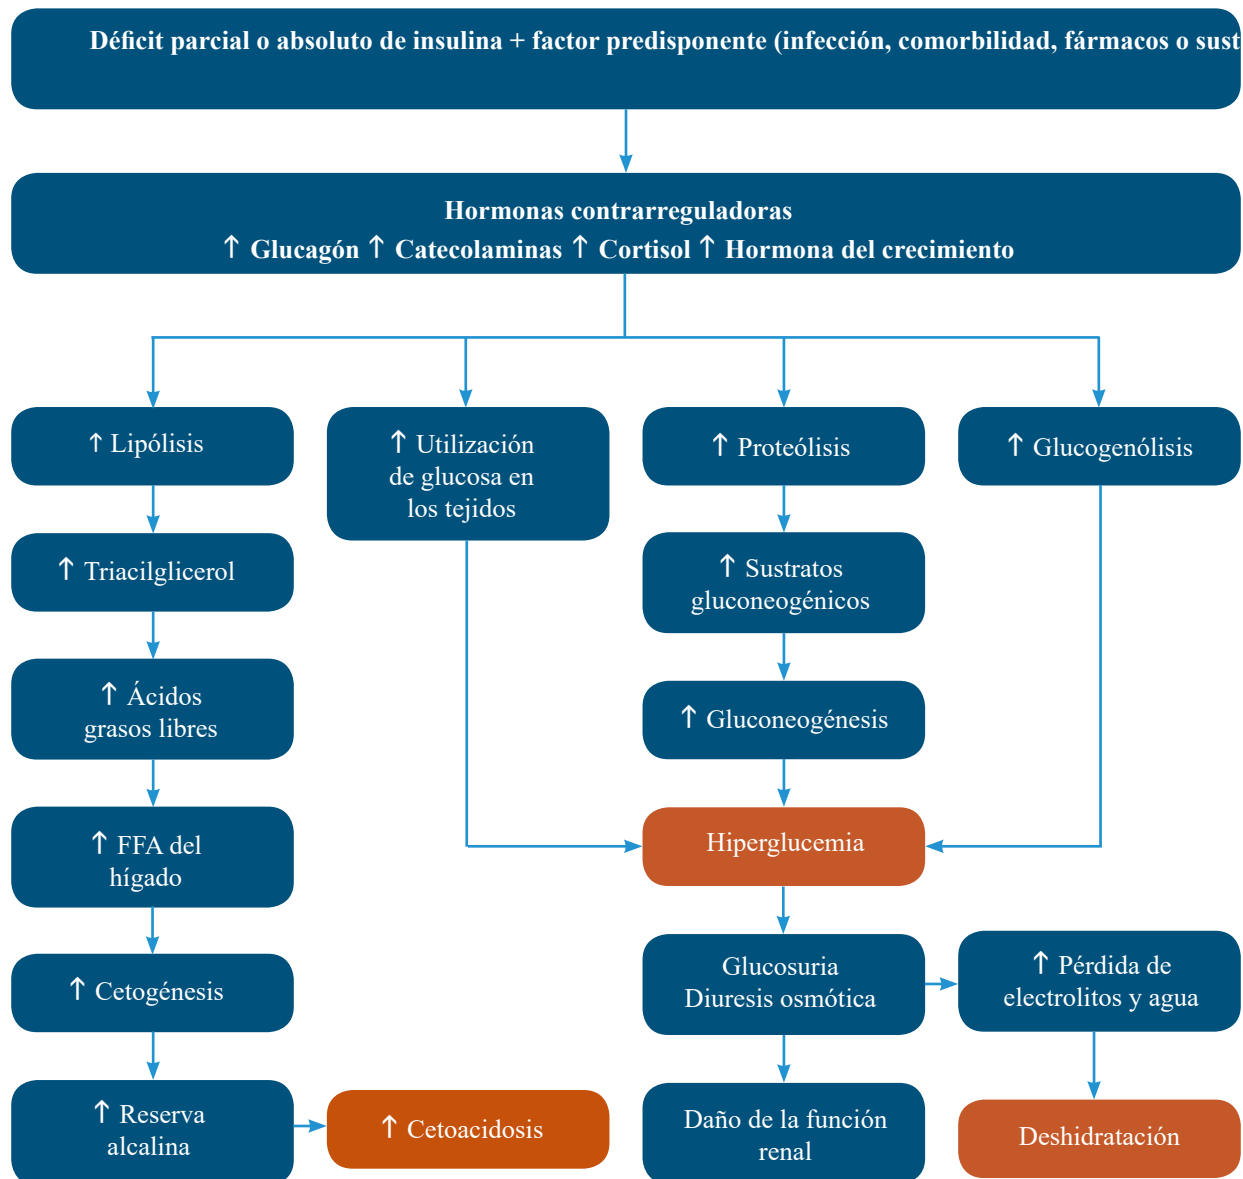 Déficit parcial o absoluto de insulina + factor predisponente (infección, comorbilidad, fármacos o sust
Hormonas contrarreguladoras
↑ Glucagón ↑ Catecolaminas ↑ Cortisol ↑ Hormona del crecimiento
↑ Lipólisis
↑ Utilización
de glucosa en
los tejidos
↑ Proteólisis
↑ Glucogenólisis
↑ Triacilglicerol
↑ Sustratos
gluconeogénicos
↑ Ácidos
grasos libres
↑ Gluconeogénesis
↑ FFA del
hígado
Hiperglucemia
↑ Cetogénesis
Glucosuria
Diuresis osmótica
↑ Pérdida de
electrolitos y agua
↑ Reserva
alcalina
↑ Cetoacidosis
Daño de la función
renal
Deshidratación